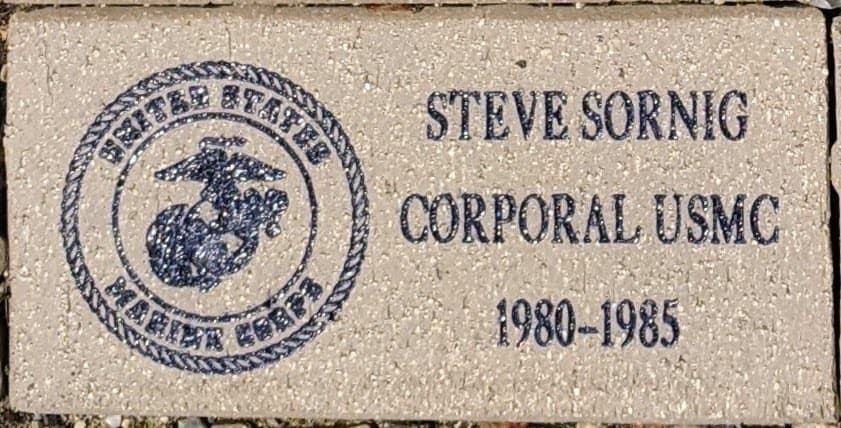 UNITED STATES
MARINE CORPS
STEVE SORNIG
CORPORAL USMC
1980-1985